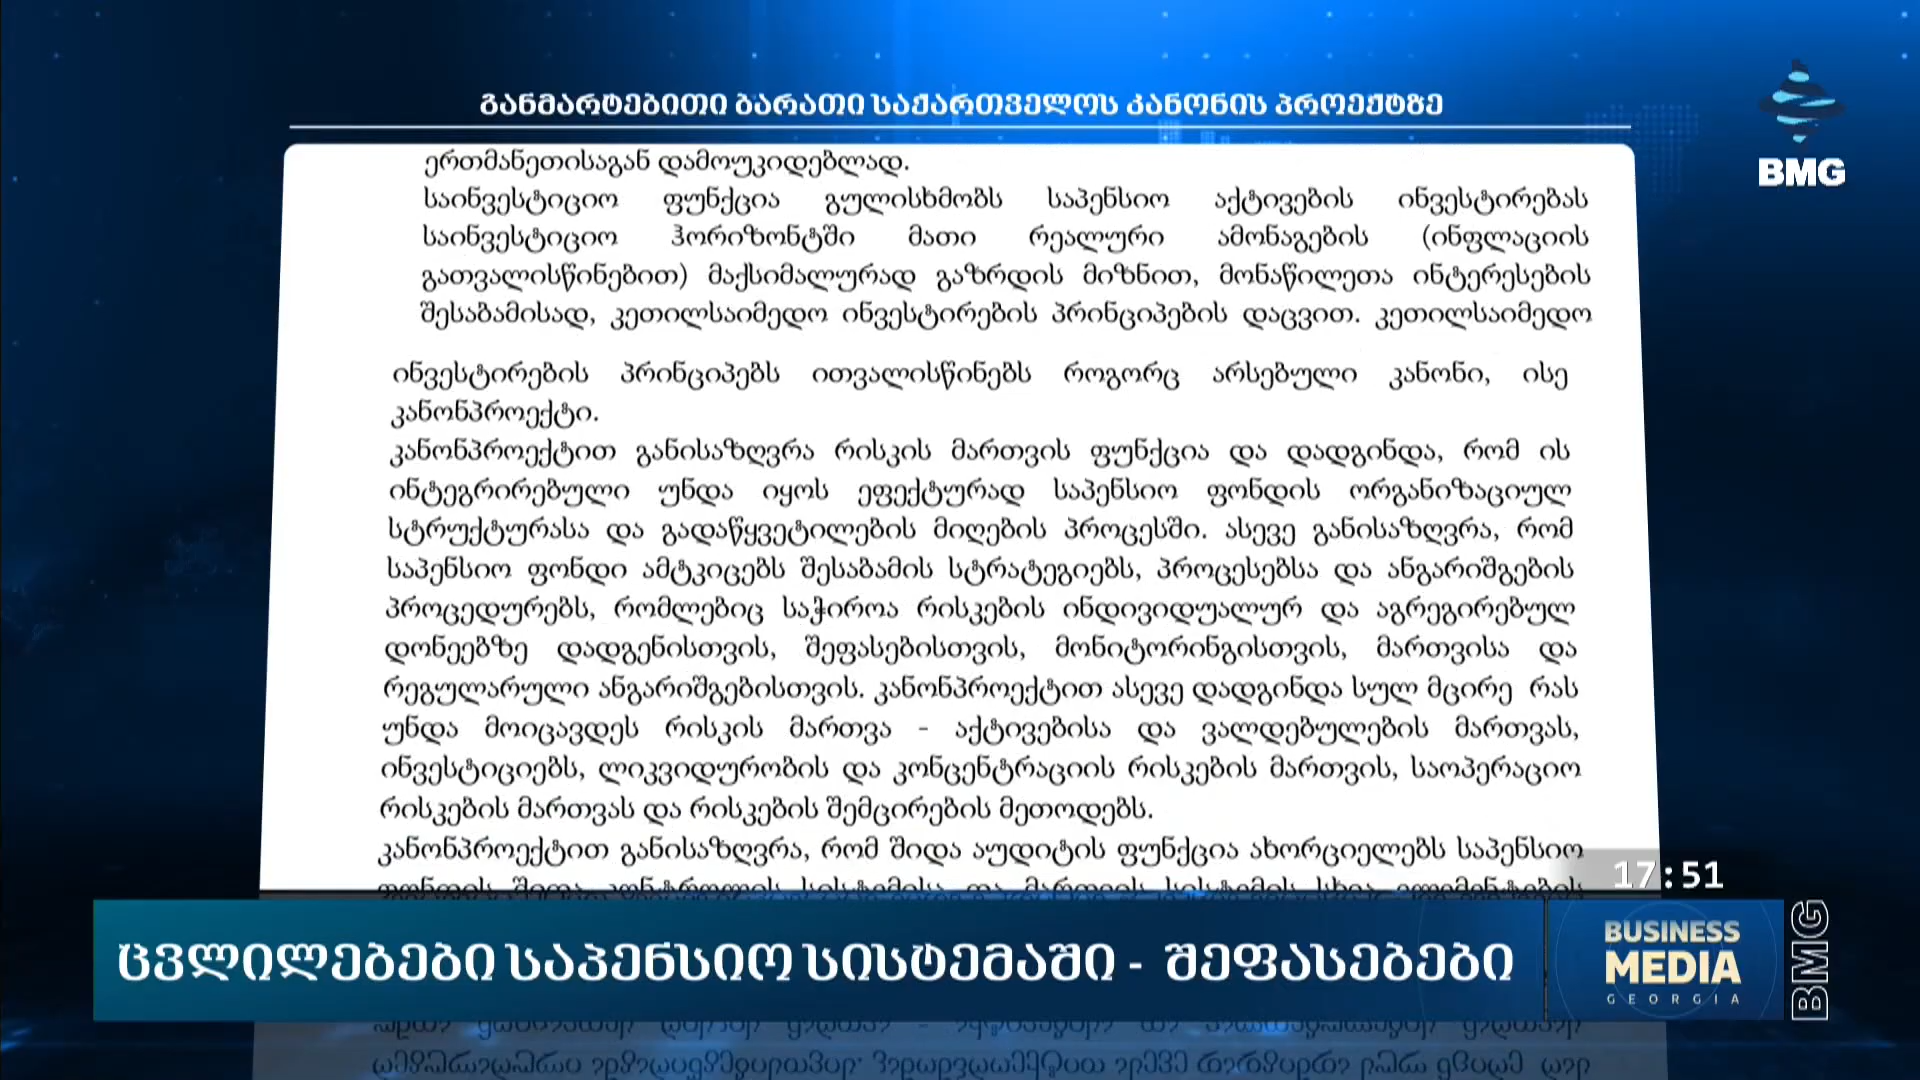 განმარტებითი ბარათი საქართველოს კანონის პროექტზე
BMG
ერთმანეთისაგან დამოუკიდებლად.
საინვესტიციო ფუნქცია გულისხმობს საპენსიო აქტივების ინვესტირებას
საინვესტიციო ჰორიზონტში მათი რეალური ამონაგების (ინფლაციის
გათვალისწინებით) მაქსიმალურად გაზრდის მიზნით, მონაწილეთა ინტერესების
შესაბამისად, კეთილსაიმედო ინვესტირების პრინციპების დაცვით. კეთილსაიმედო
ინვესტირების პრინციპებს ითვალისწინებს როგორც არსებული კანონი, ისე
კანონპროექტი.
კანონპროექტით განისაზღვრა რისკის მართვის ფუნქცია და დადგინდა, რომ ის
ინტეგრირებული უნდა იყოს ეფექტურად საპენსიო ფონდის ორგანიზაციულ
სტრუქტურასა და გადაწყვეტილების მიღების პროცესში. ასევე განისაზღვრა, რომ
საპენსიო ფონდი ამტკიცებს შესაბამის სტრატეგიებს, პროცესებსა და ანგარიშგების
პროცედურებს, რომლებიც საჭიროა რისკების ინდივიდუალურ და აგრეგირებულ
დონეებზე დადგენისთვის, შეფასებისთვის, მონიტორინგისთვის, მართვისა და
რეგულარული ანგარიშგებისთვის. კანონპროექტით ასევე დადგინდა სულ მცირე რას
უნდა მოიცავდეს რისკის მართვა - აქტივებისა და ვალდებულების მართვას,
ინვესტიციებს, ლიკვიდურობის და კონცენტრაციის რისკების მართვის, საოპერაციო
რისკების მართვას და რისკების შემცირების მეთოდებს.
კანონპროექტით განისაზღვრა, რომ შიდა აუდიტის ფუნქცია ახორციელებს საპენსიო
17:51
ცვლილებები საპენსიო სისტემაში - შეფასებები
BUSINESS
MEDIA
GEORGIA
BMG